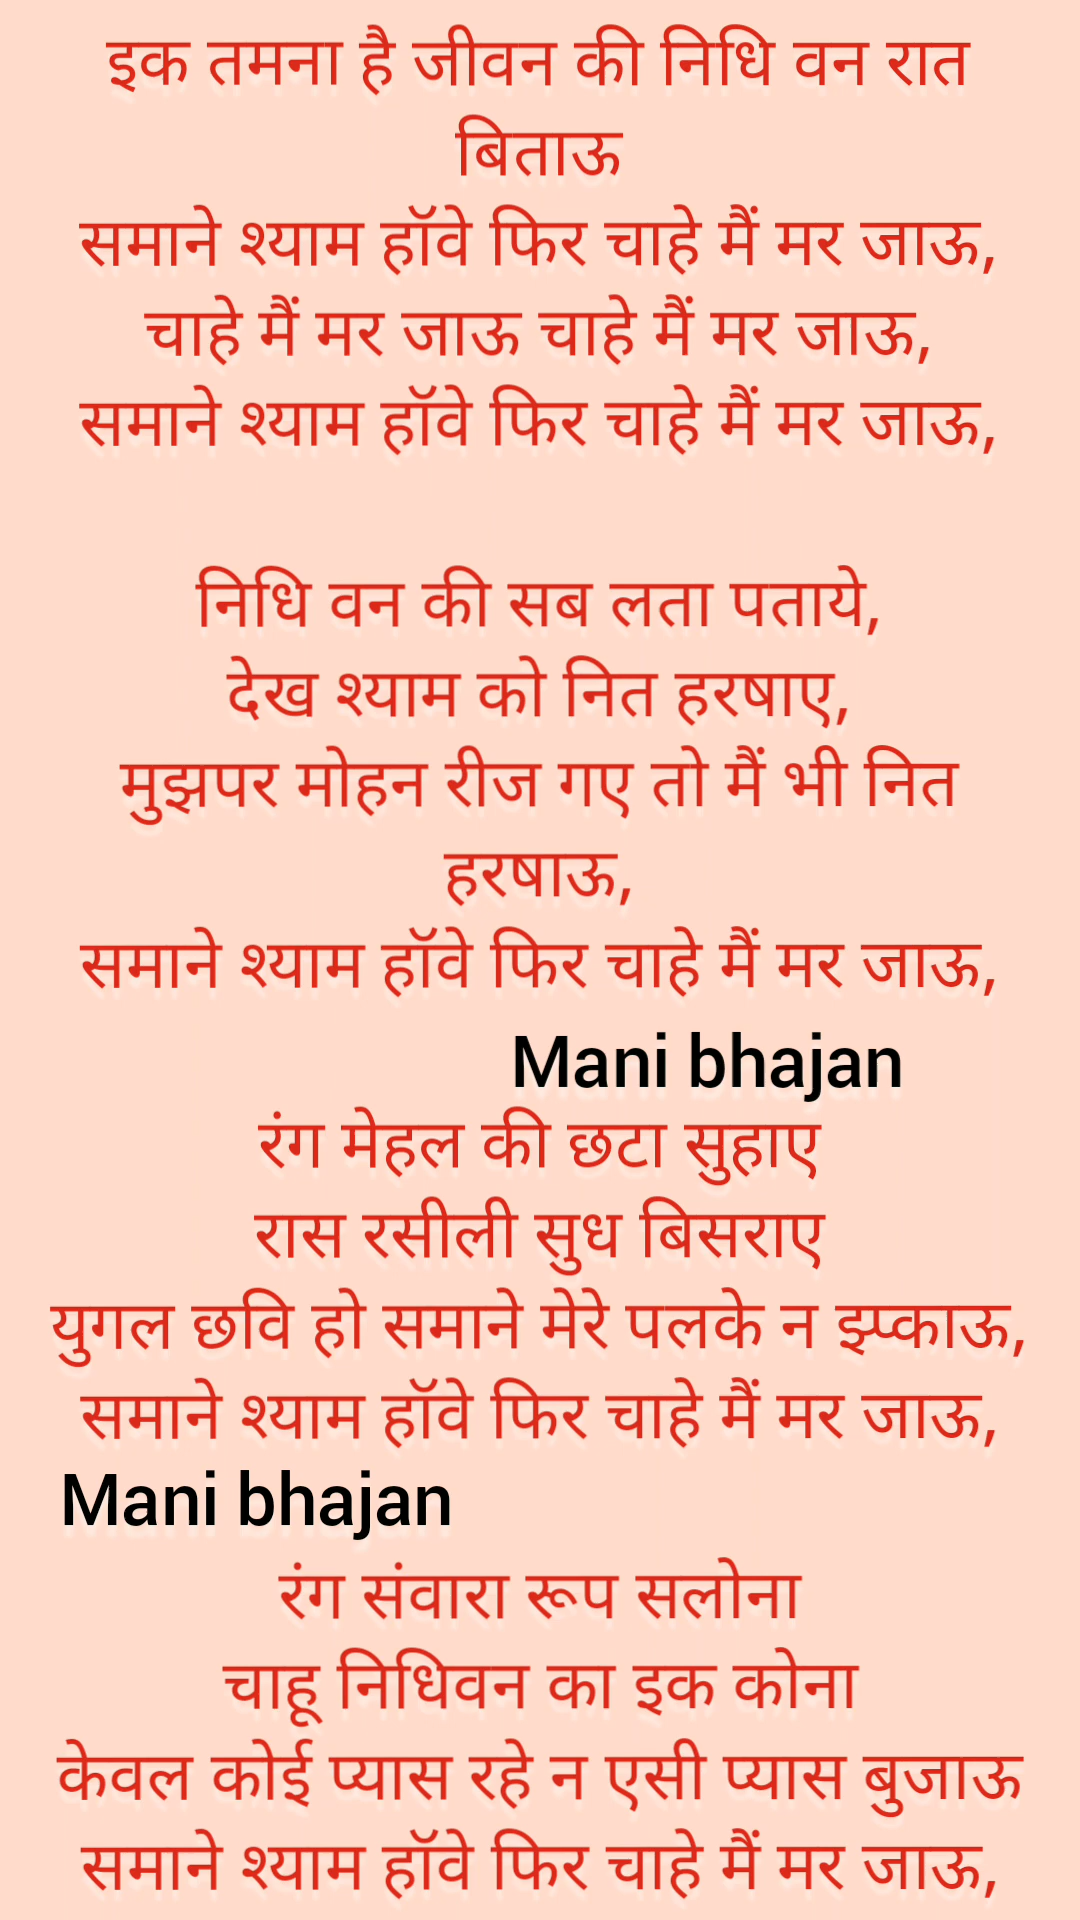 इक तमना है जीवन की निधि वन रात
बिताऊ
समाने श्याम हॉवे फिर चाहे मैं मर जाऊ,
चाहे मैं मर जाऊ चाहे मैं मर जाऊ,
समाने श्याम हॉवे फिर चाहे मैं मर जाऊ,
निधि वन की सब लता पताये,
देख श्याम को नित हरषाए,
मुझपर मोहन रीज गए तो मैं भी नित
हरषाऊ,
समाने श्याम हॉवे फिर चाहे मैं मर जाऊ,
Mani bhajan
रंग मेहल की छटा सुहाए
रास रसीली सुध बिसराए
युगल छवि हो समाने मेरे पलके न झ्प्काऊ,
समाने श्याम हॉवे फिर चाहे मैं मर जाऊ,
Mani bhajan
रंग संवारा रूप सलोना
चाहू निधिवन का इक कोना
केवल कोई प्यास रहे न एसी प्यास बुजाऊ
समाने श्याम हॉवे फिर चाहे मैं मर जाऊ,